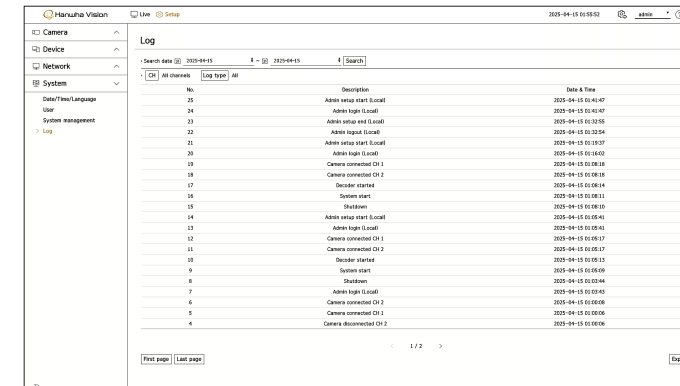 Hanwha Vision
Live Setup 2025-04-15 01:55:52 admin
Camera
Device
Network
System
Date/Time/Language
User
System management
Log
Log
Search date 2025-04-15 ~ 2025-04-15 Search
CH All channels Log type All
No. Description Date & Time
25 Admin setup start (Local) 2025-04-15 01:41:47
24 Admin login (Local) 2025-04-15 01:41:47
23 Admin setup end (Local) 2025-04-15 01:32:55
22 Admin logout (Local) 2025-04-15 01:32:54
21 Admin setup start (Local) 2025-04-15 01:19:37
20 Admin login (Local) 2025-04-15 01:16:02
19 Camera connected CH 1 2025-04-15 01:08:18
18 Camera connected CH 2 2025-04-15 01:08:18
17 Decoder started 2025-04-15 01:08:14
16 System start 2025-04-15 01:08:11
15 Shutdown 2025-04-15 01:08:10
14 Admin setup start (Local) 2025-04-15 01:05:41
13 Admin login (Local) 2025-04-15 01:05:41
12 Camera connected CH 1 2025-04-15 01:05:17
11 Camera connected CH 2 2025-04-15 01:05:17
10 Decoder started 2025-04-15 01:05:13
9 System start 2025-04-15 01:05:09
8 Shutdown 2025-04-15 01:03:44
7 Admin login (Local) 2025-04-15 01:03:43
6 Camera connected CH 2 2025-04-15 01:00:08
5 Camera connected CH 1 2025-04-15 01:00:06
4 Camera disconnected CH 2 2025-04-15 01:00:06
< 1 / 2 >
First page Last page Exp